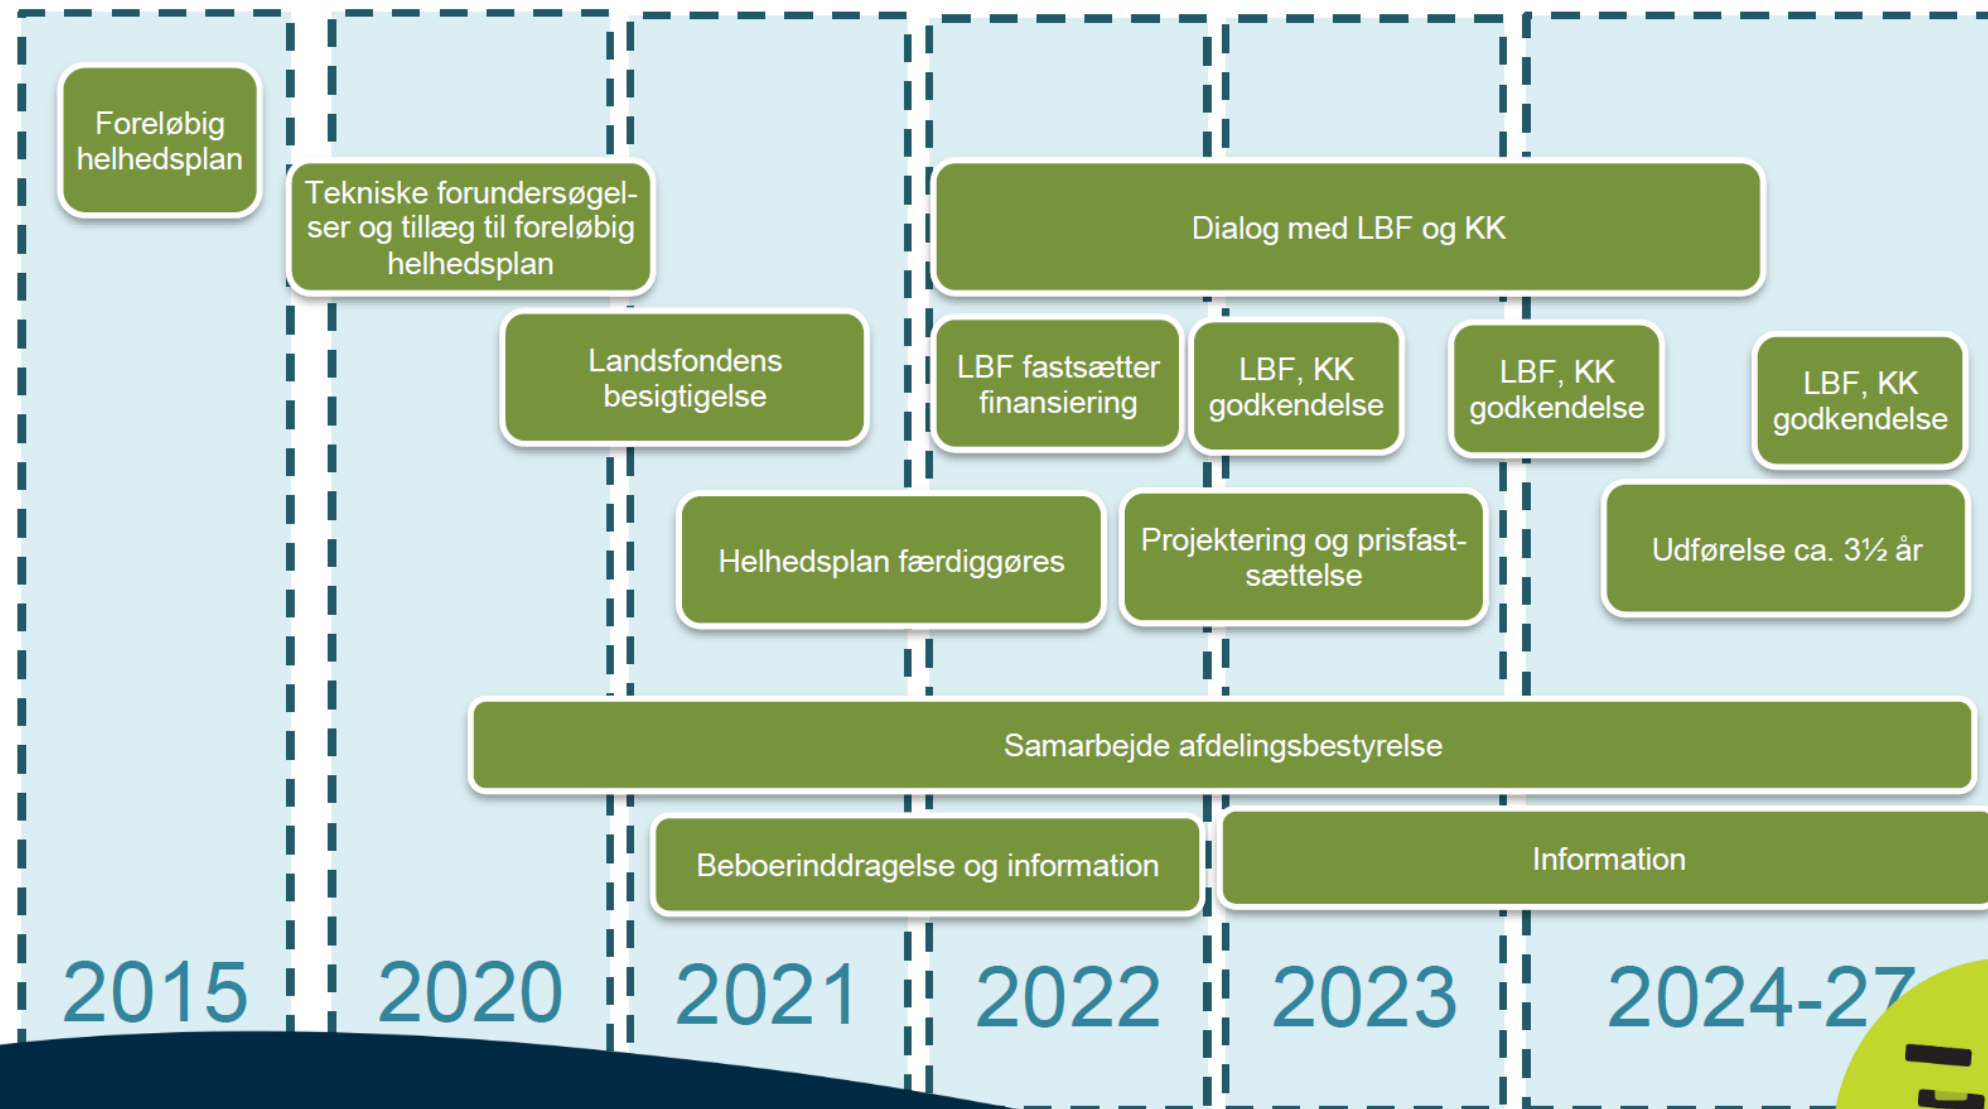 Foreløbig
helhedsplan
Tekniske forundersøgel-
ser og tillæg til foreløbig
helhedsplan
Dialog med LBF og KK
Landsfondens
besigtigelse
LBF fastsætter
finansiering
LBF, KK
godkendelse
LBF, KK
godkendelse
LBF, KK
godkendelse
Helhedsplan færdiggøres
Projektering og prisfast-
sættelse
Udførelse ca. 3½ år
Samarbejde afdelingsbestyrelse
Beboerinddragelse og information
Information
2015
2020
2021
2022
2023
2024-27